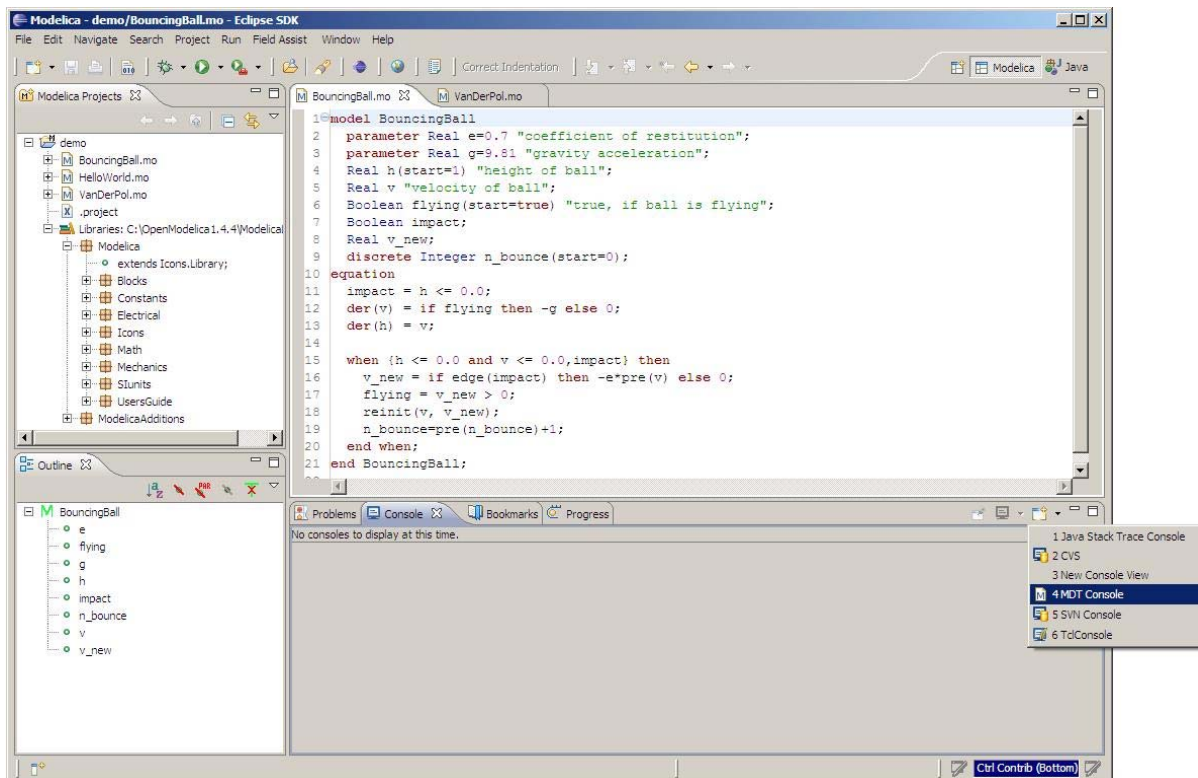 Modelica - demo/BouncingBall.mo - Eclipse SDK
File Edit Navigate Search Project Run Field Assist Window Help
Correct Indentation
Modelica
Java
Modelica Projects
demo
BouncingBall.mo
HelloWorld.mo
VanDerPol.mo
.project
Libraries: C:\OpenModelica1.4.4\Modelical
Modelica
extends Icons.Library;
Blocks
Constants
Electrical
Icons
Math
Mechanics
SIunits
UsersGuide
ModelicaAdditions
BouncingBall.mo
VanDerPol.mo
1 model BouncingBall
2 parameter Real e=0.7 "coefficient of restitution";
3 parameter Real g=9.81 "gravity acceleration";
4 Real h(start=1) "height of ball";
5 Real v "velocity of ball";
6 Boolean flying(start=true) "true, if ball is flying";
7 Boolean impact;
8 Real v_new;
9 discrete Integer n_bounce(start=0);
10 equation
11 impact = h <= 0.0;
12 der(v) = if flying then -g else 0;
13 der(h) = v;
14
15 when {h <= 0.0 and v <= 0.0,impact} then
16 v_new = if edge(impact) then -e*pre(v) else 0;
17 flying = v_new > 0;
18 reinit(v, v_new);
19 n_bounce=pre(n_bounce)+1;
20 end when;
21 end BouncingBall;
Outline
BouncingBall
e
flying
g
h
impact
n_bounce
v
v_new
Problems Console Bookmarks Progress
No consoles to display at this time.
1 Java Stack Trace Console
2 CVS
3 New Console View
4 MDT Console
5 SVN Console
6 TclConsole
Ctrl Contrib (Bottom)